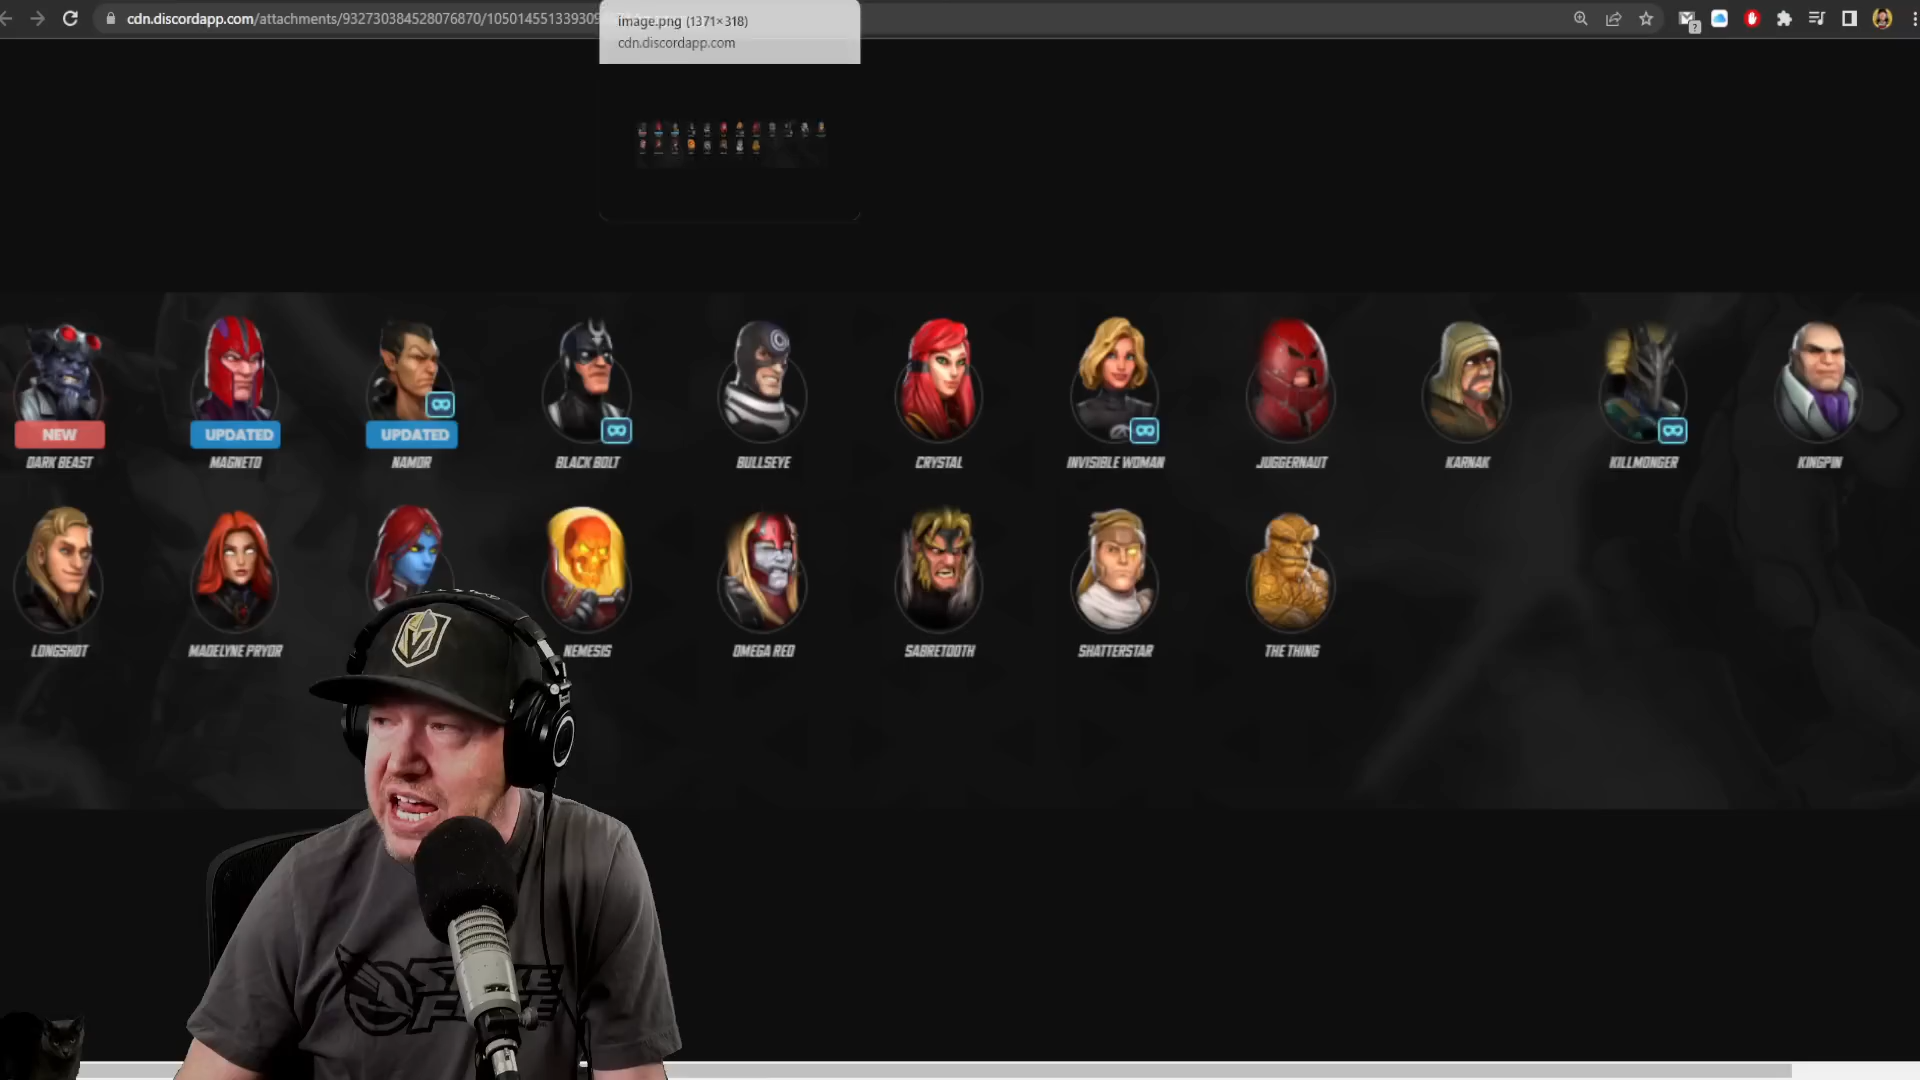 cdn.discordapp.com/attachments/932730384528076870/10501455133930
image.png (1371×318)
cdn.discordapp.com
NEW
UPDATED
UPDATED
DARK BEAST
MAGNETO
NAMOR
BLACK BOLT
BULLSEYE
CRYSTAL
INVISIBLE WOMAN
JUGGERNAUT
KARNAK
KILLMONGER
KINGPIN
LONGSHOT
MADELYNE PRYOR
NEMESIS
OMEGA RED
SABRETOOTH
SHATTERSTAR
THE THING